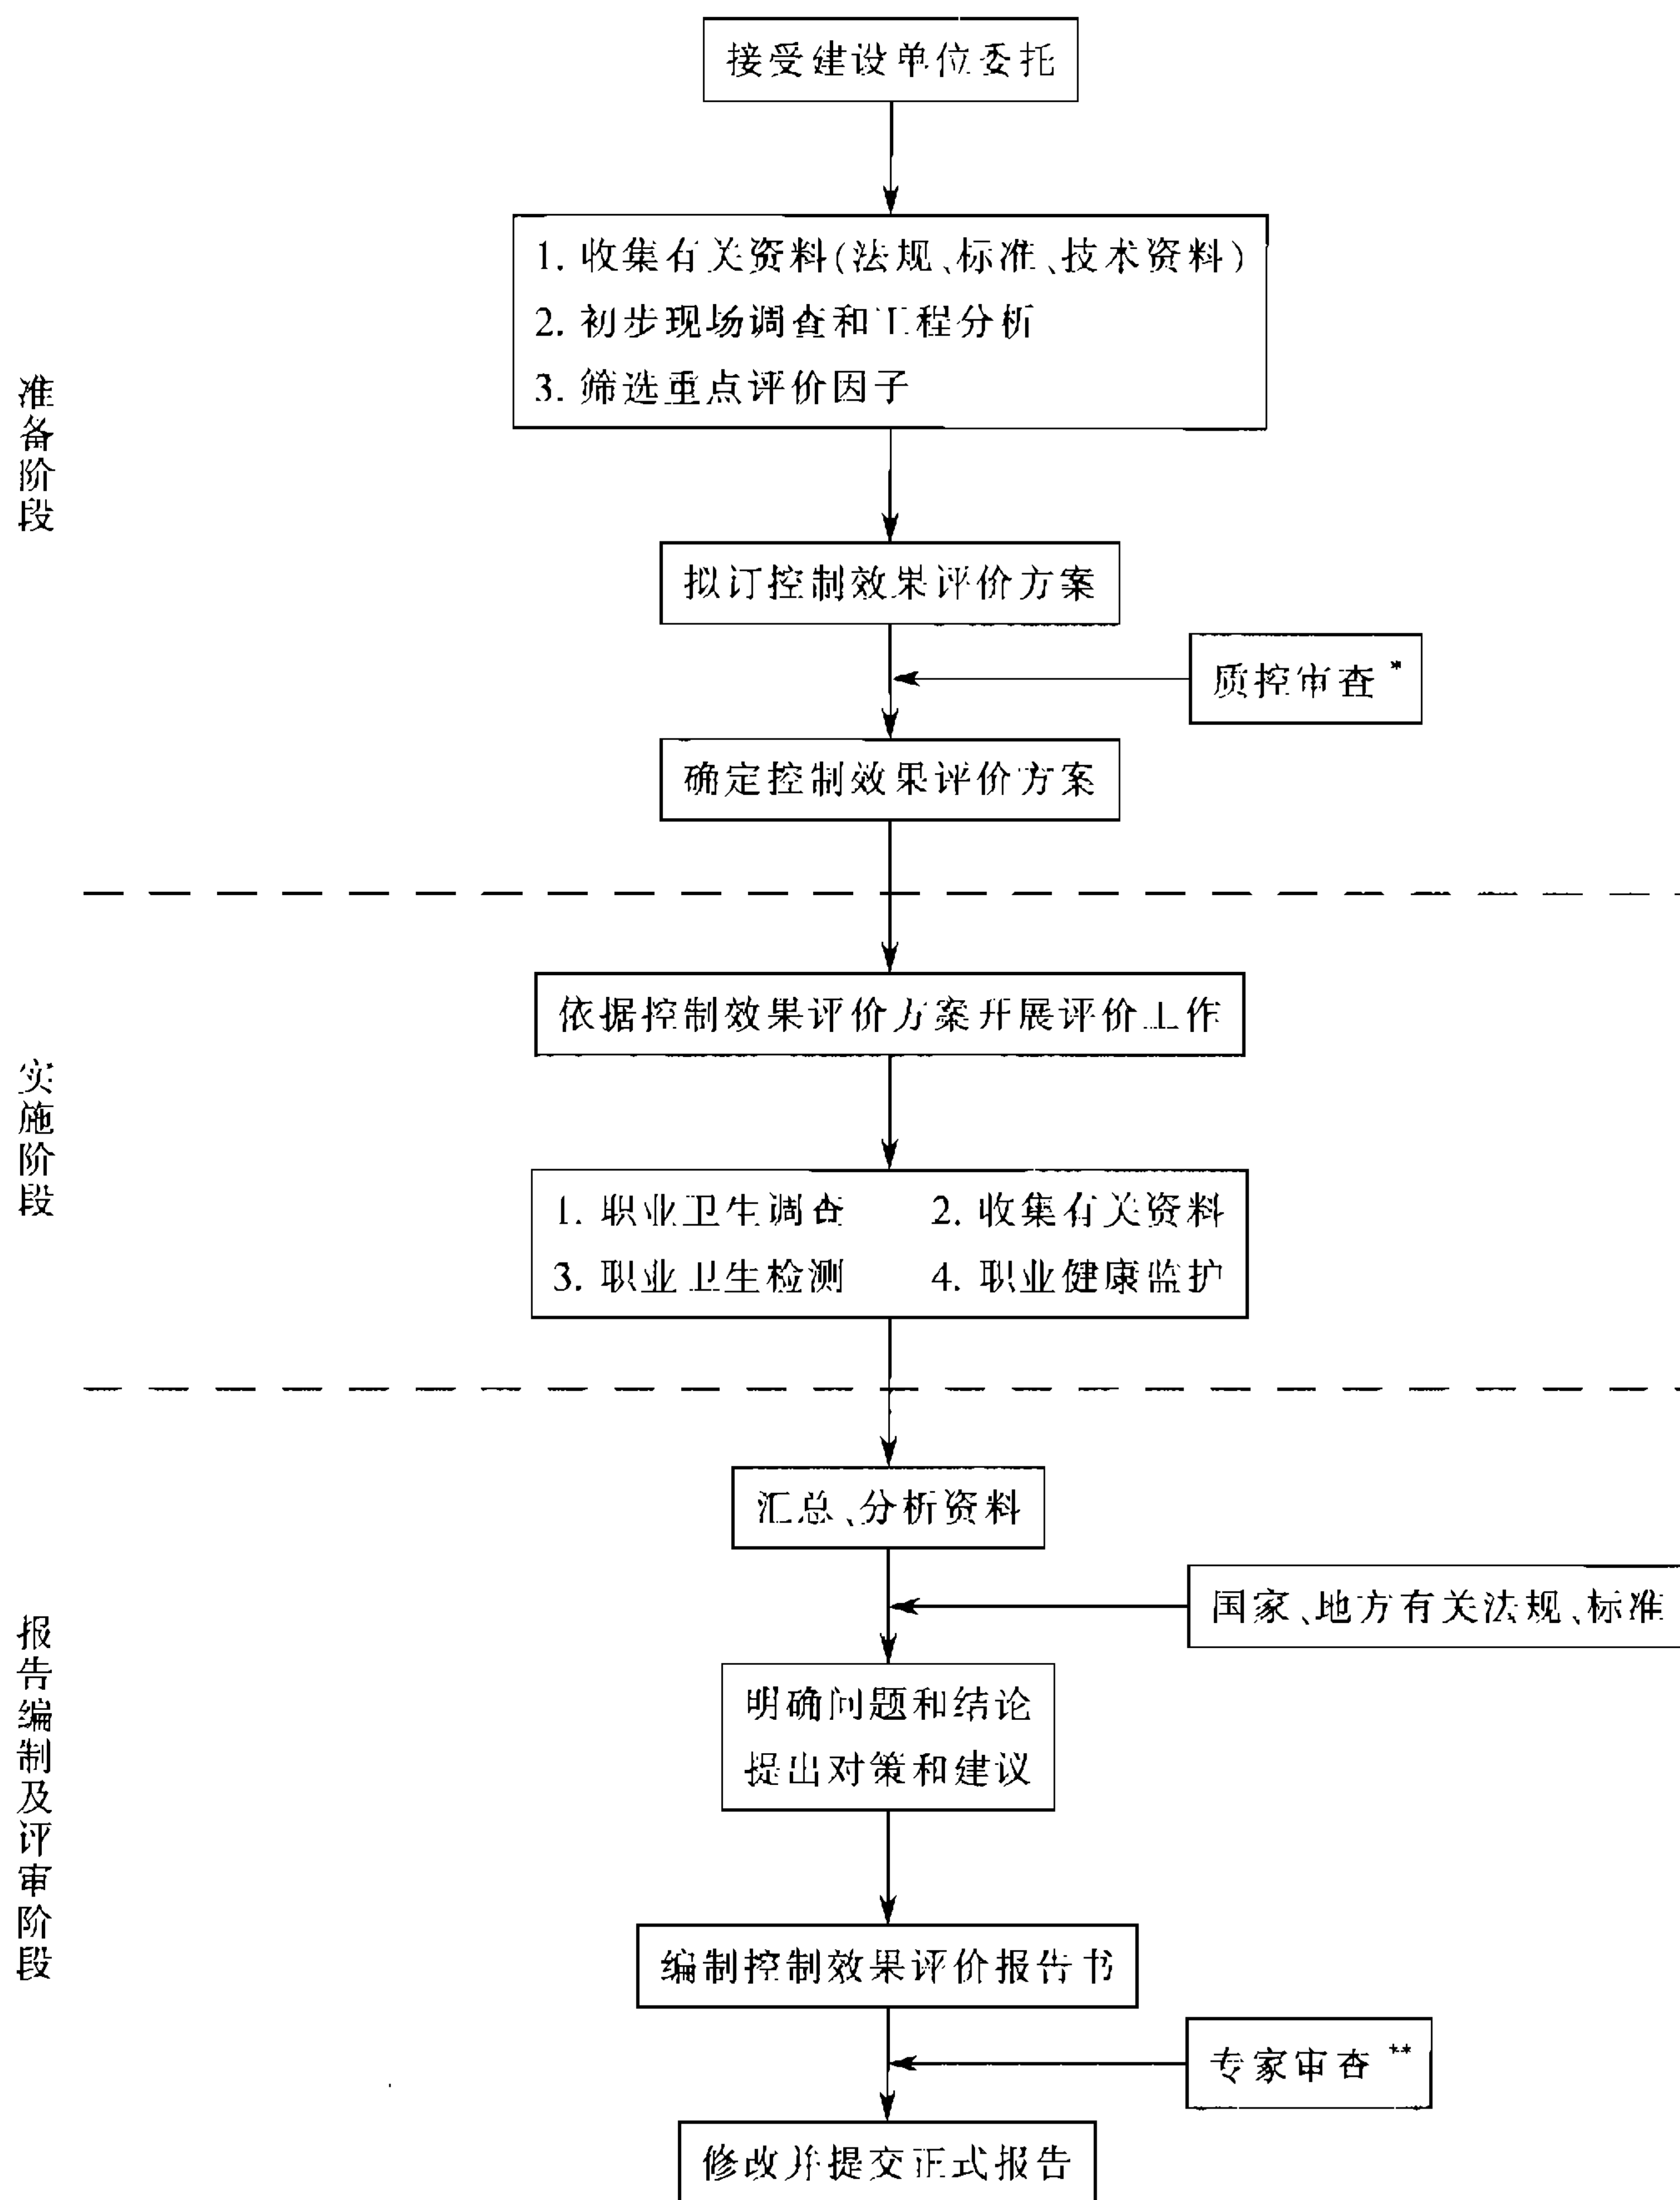 接受建设单位委托
1. 收集有关资料(法规、标准、技术资料)
2. 初步现场调查和工程分析
3. 筛选重点评价因子
准备阶段
拟订控制效果评价方案
质控审查*
确定控制效果评价方案
依据控制效果评价方案开展评价工作
实施阶段
1. 职业卫生调查 2. 收集有关资料
3. 职业卫生检测 4. 职业健康监护
汇总、分析资料
国家、地方有关法规、标准
明确问题和结论
提出对策和建议
报告编制及评审阶段
编制控制效果评价报告书
专家审查**
修改并提交正式报告